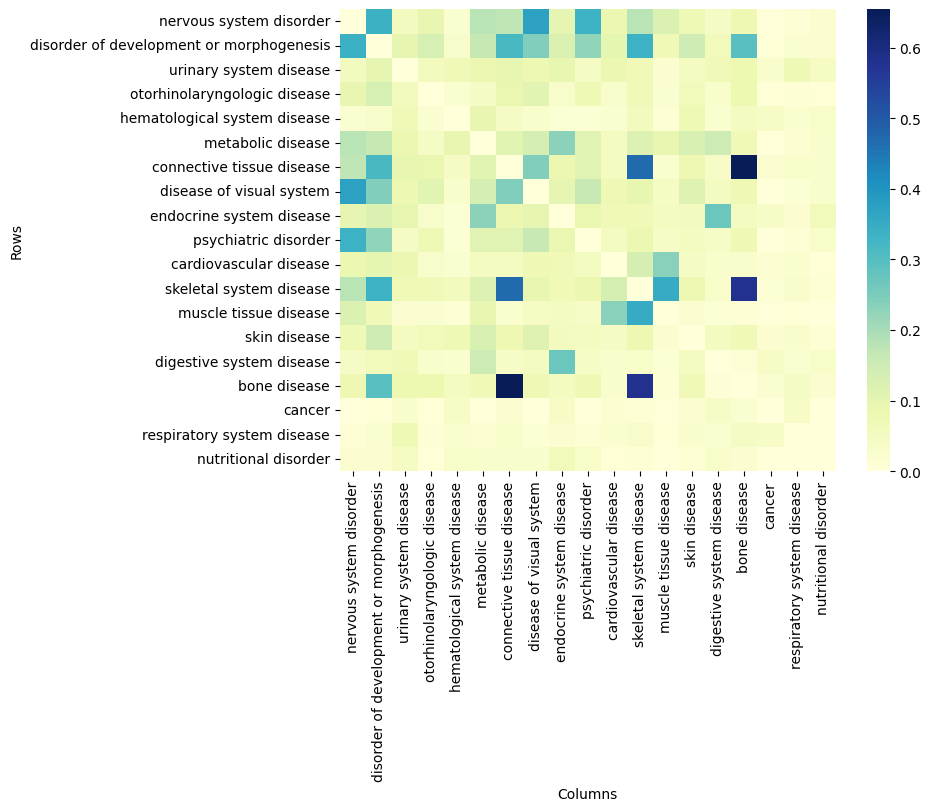 nervous system disorder
disorder of development or morphogenesis
urinary system disease
otorhinolaryngologic disease
hematological system disease
metabolic disease
connective tissue disease
disease of visual system
endocrine system disease
psychiatric disorder
cardiovascular disease
skeletal system disease
muscle tissue disease
skin disease
digestive system disease
bone disease
cancer
respiratory system disease
nutritional disorder
Rows
nervous system disorder
disorder of development or morphogenesis
urinary system disease
otorhinolaryngologic disease
hematological system disease
metabolic disease
connective tissue disease
disease of visual system
endocrine system disease
psychiatric disorder
cardiovascular disease
skeletal system disease
muscle tissue disease
skin disease
digestive system disease
bone disease
cancer
respiratory system disease
nutritional disorder
Columns
0.6
0.5
0.4
0.3
0.2
0.1
0.0